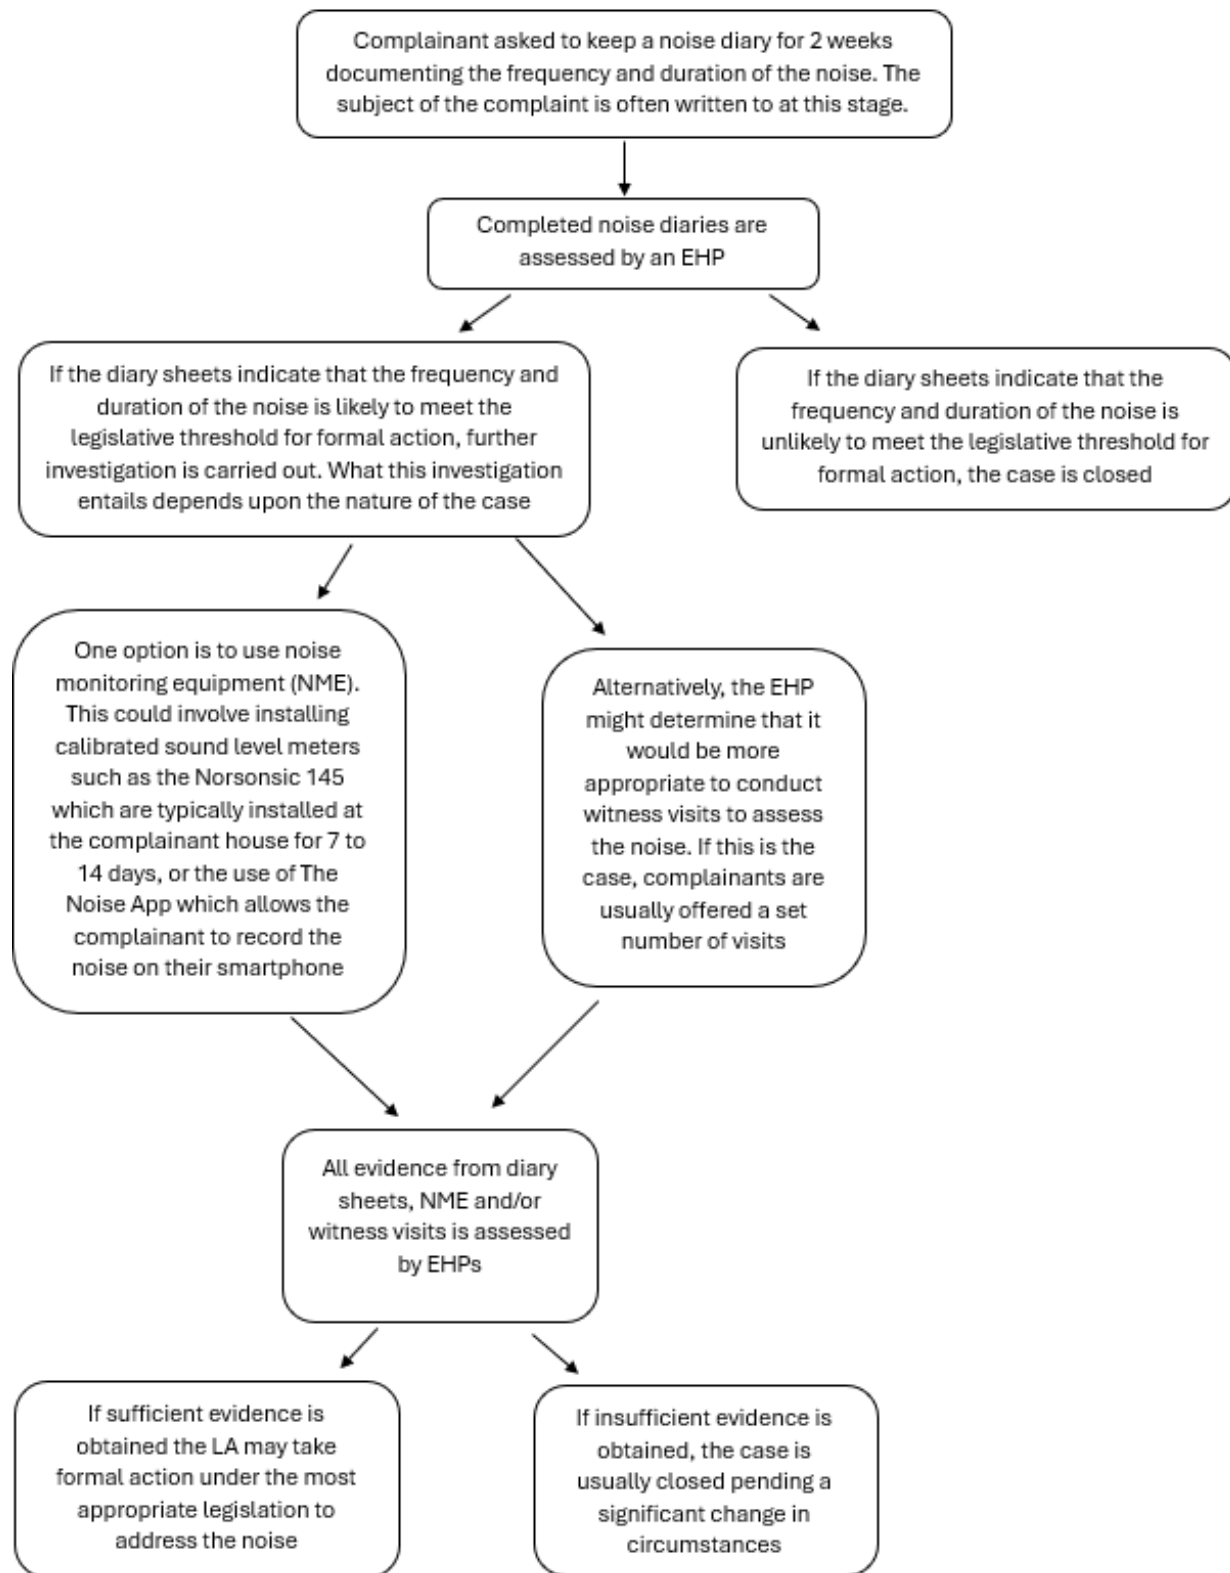 Complainant asked to keep a noise diary for 2 weeks
documenting the frequency and duration of the noise. The
subject of the complaint is often written to at this stage.
Completed noise diaries are
assessed by an EHP
If the diary sheets indicate that the frequency and
duration of the noise is likely to meet the
legislative threshold for formal action, further
investigation is carried out. What this investigation
entails depends upon the nature of the case
If the diary sheets indicate that the
frequency and duration of the noise is
unlikely to meet the legislative threshold for
formal action, the case is closed
One option is to use noise
monitoring equipment (NME).
This could involve installing
calibrated sound level meters
such as the Norsonsic 145
which are typically installed at
the complainant house for 7 to
14 days, or the use of The
Noise App which allows the
complainant to record the
noise on their smartphone
Alternatively, the EHP
might determine that it
would be more
appropriate to conduct
witness visits to assess
the noise. If this is the
case, complainants are
usually offered a set
number of visits
All evidence from diary
sheets, NME and/or
witness visits is assessed
by EHPs
If sufficient evidence is
obtained the LA may take
formal action under the most
appropriate legislation to
address the noise
If insufficient evidence is
obtained, the case is
usually closed pending a
significant change in
circumstances